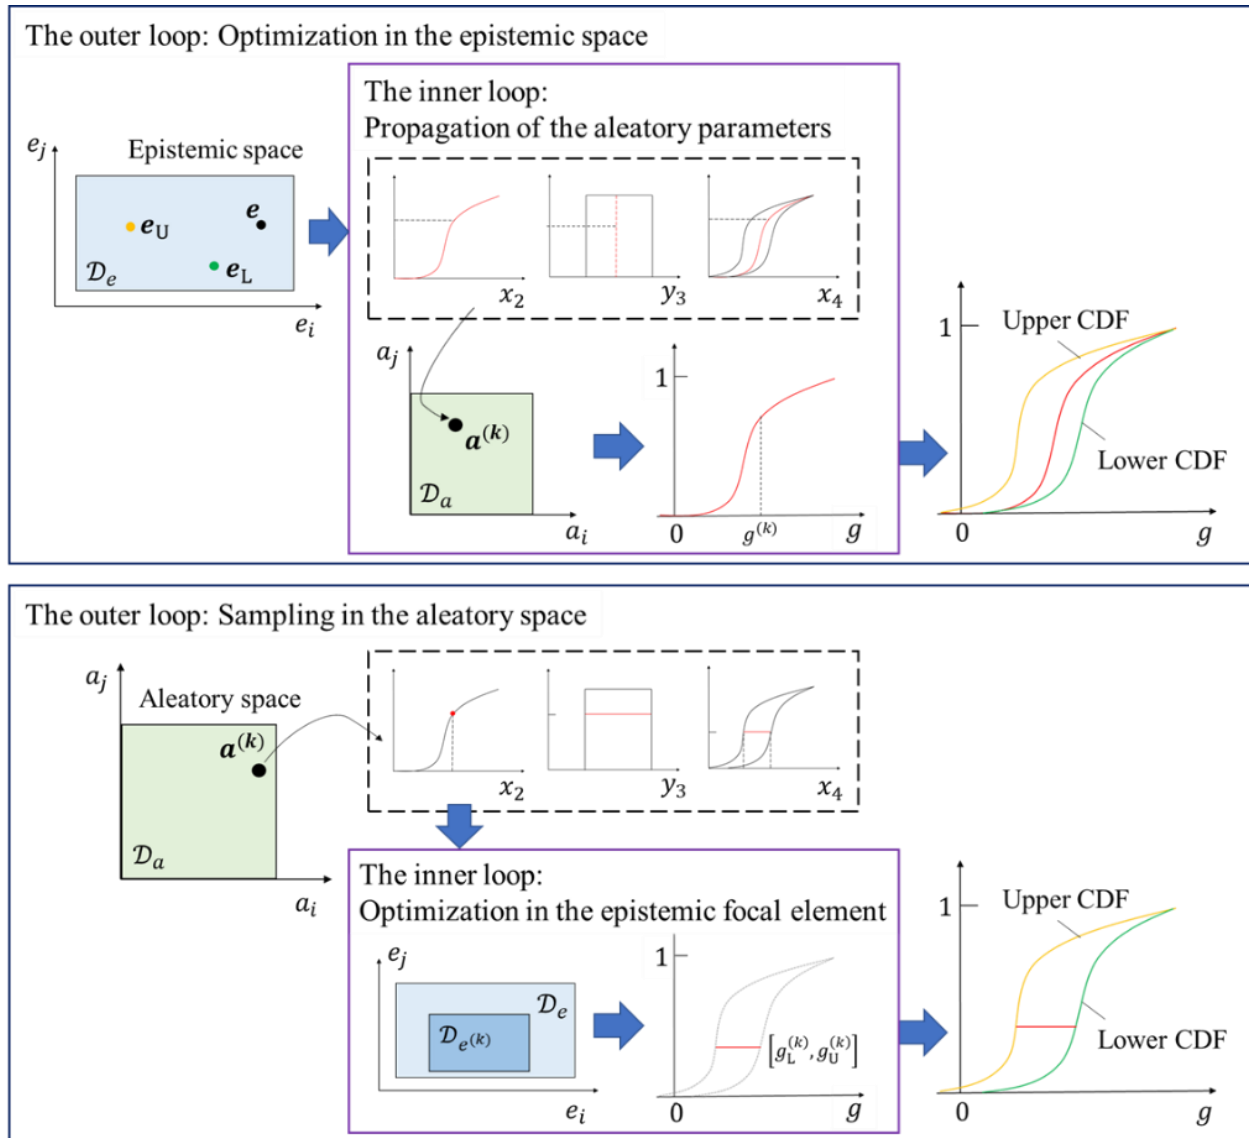 The outer loop: Optimization in the epistemic space
The inner loop:
Propagation of the aleatory parameters
e_j
Epistemic space
e_U
e
e_L
𝒟_e
e_i
x_2
y_3
x_4
a_j
a^(k)
𝒟_a
a_i
1
0
g^(k)
g
1
Upper CDF
Lower CDF
0
g
The outer loop: Sampling in the aleatory space
a_j
Aleatory space
a^(k)
𝒟_a
a_i
x_2
y_3
x_4
The inner loop:
Optimization in the epistemic focal element
e_j
𝒟_e
𝒟_e^(k)
e_i
1
[g_L^(k), g_U^(k)]
0
g
1
Upper CDF
Lower CDF
0
g